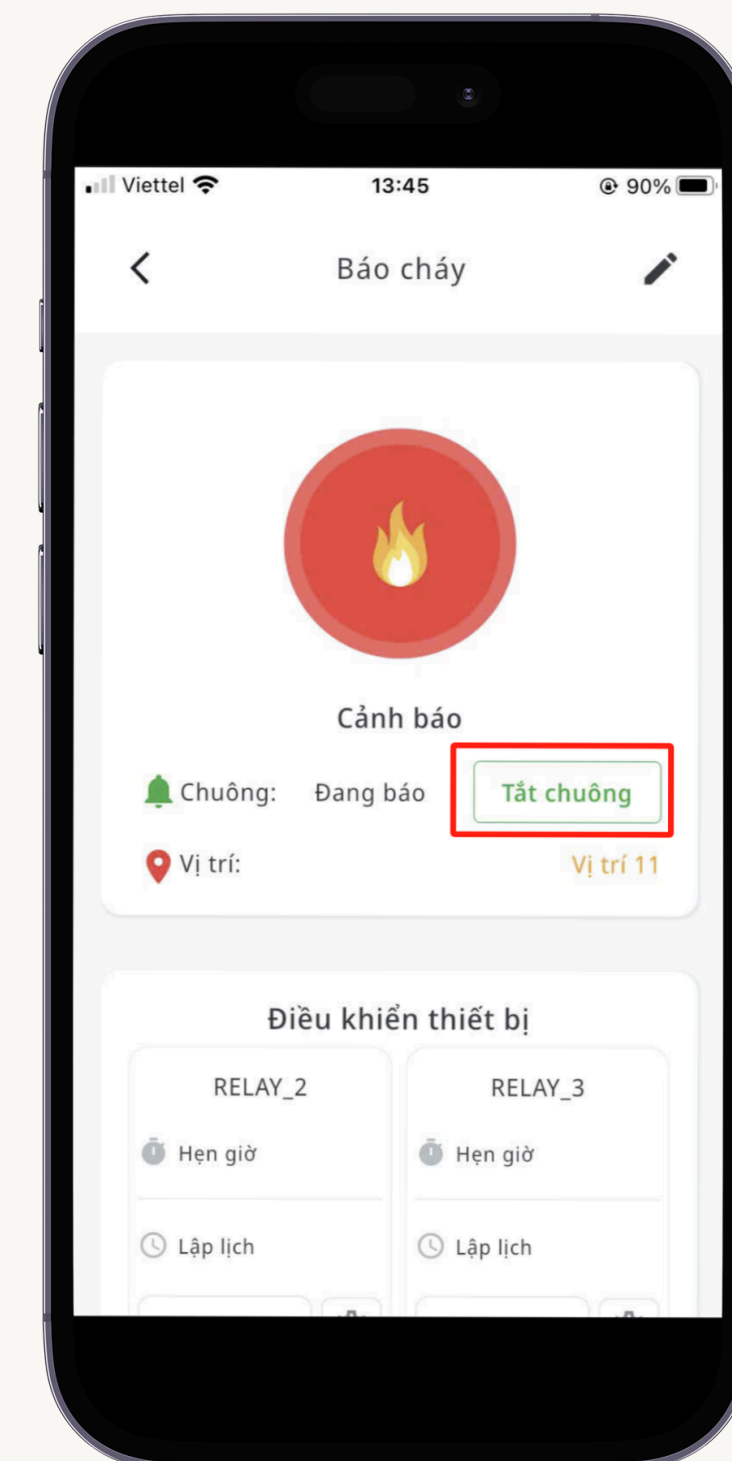 Viettel 13:45 90%
Báo cháy
Cảnh báo
Chuông: Đang báo Tắt chuông
Vị trí: Vị trí 11
Điều khiển thiết bị
RELAY_2 RELAY_3
Hẹn giờ Hẹn giờ
Lập lịch Lập lịch